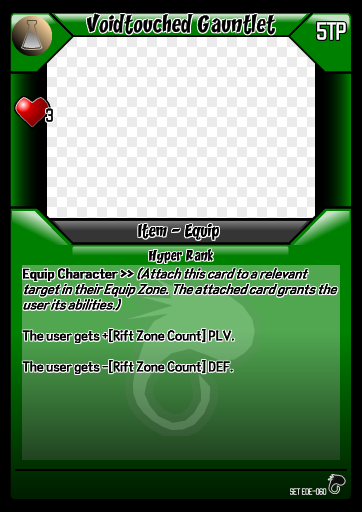 Voidtouched Gauntlet
5TP
3
Item - Equip
Hyper Rank
Equip Character >> (Attach this card to a relevant
target in their Equip Zone. The attached card grants the
user its abilities.)
The user gets +[Rift Zone Count] PLV.
The user gets -[Rift Zone Count] DEF.
SET EDE-060